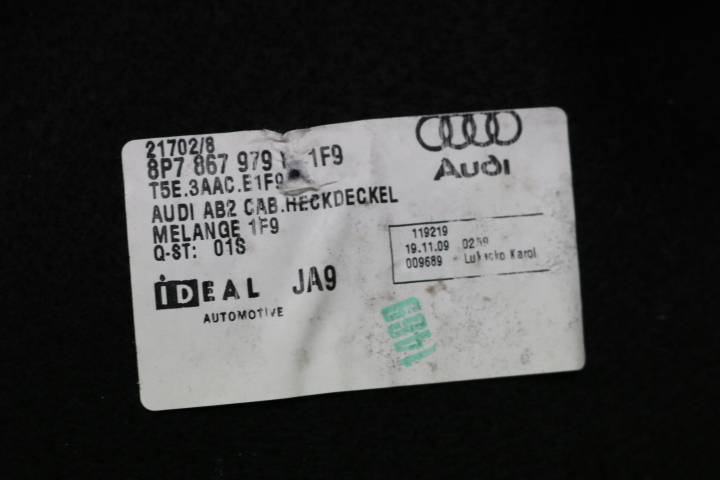 21702/8
8P7 867 979 1F9
T5E.3AAC.E1F9
AUDI AB2 CAB.HECKDECKEL
MELANGE 1F9
Q-ST: 01S
IDEAL JA9
AUTOMOTIVE
Audi
119219
19.11.09
009689 Karol